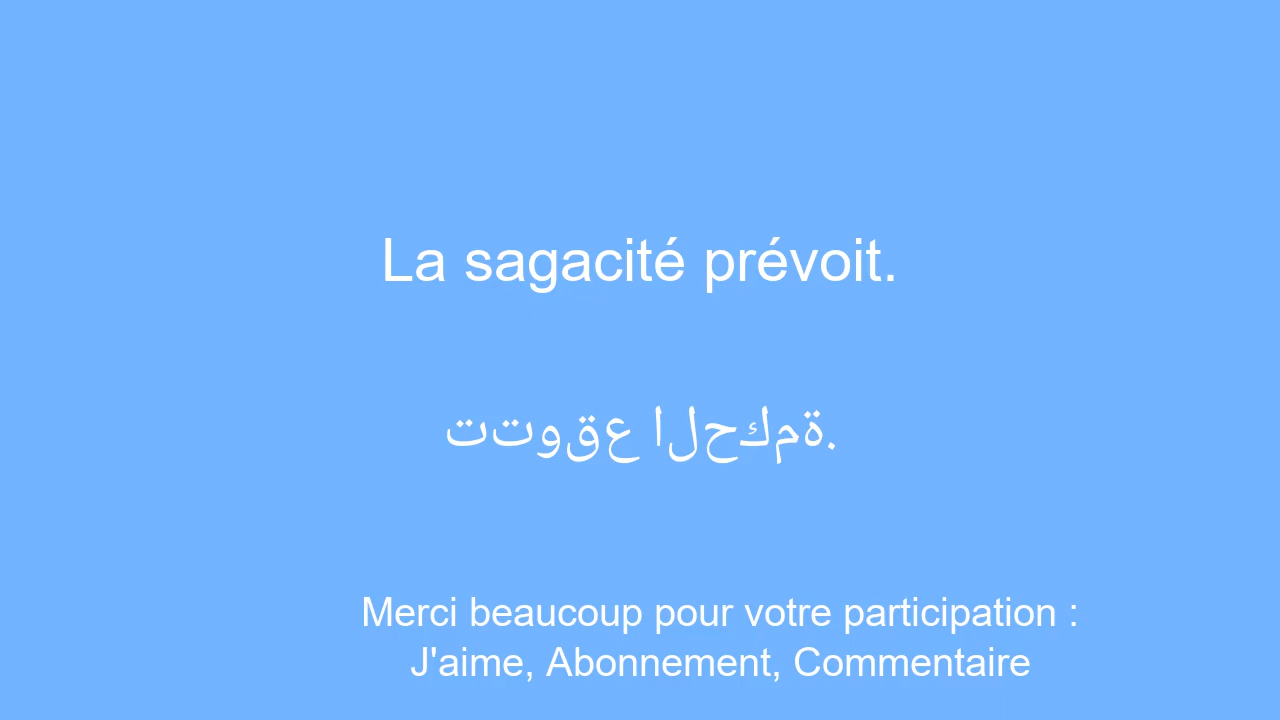 La sagacité prévoit.
تتوقع الحكمة.
Merci beaucoup pour votre participation :
J'aime, Abonnement, Commentaire